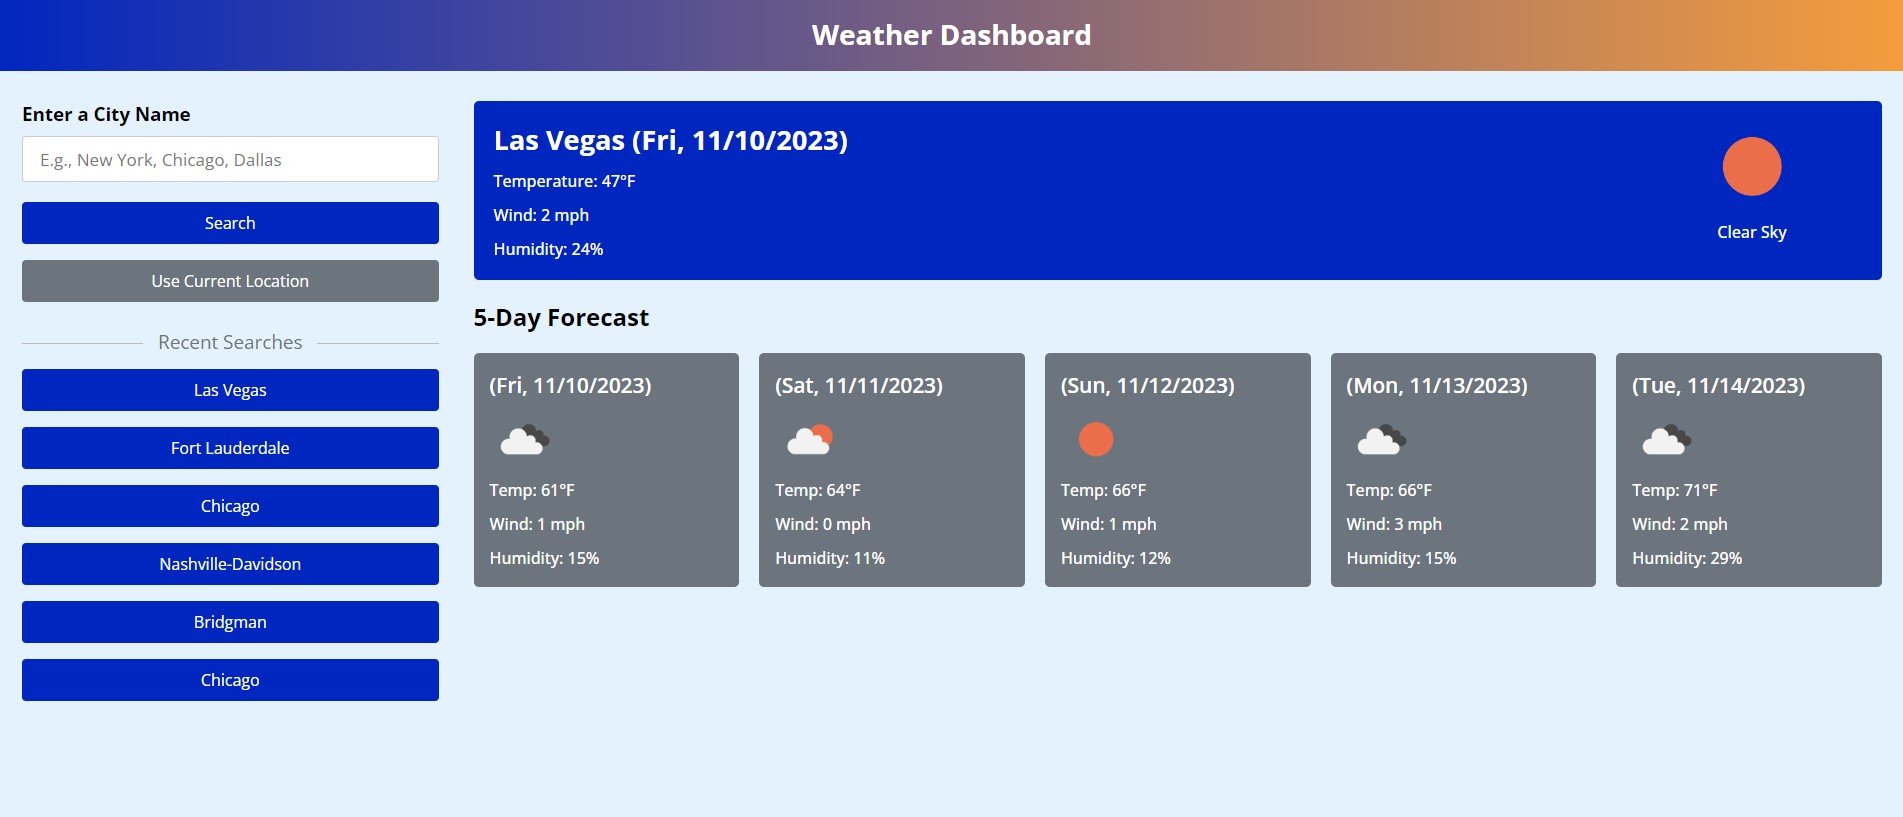 Weather Dashboard
Enter a City Name
E.g., New York, Chicago, Dallas
Search
Use Current Location
Recent Searches
Las Vegas
Fort Lauderdale
Chicago
Nashville-Davidson
Bridgman
Chicago
Las Vegas (Fri, 11/10/2023)
Temperature: 47°F
Wind: 2 mph
Humidity: 24%
Clear Sky
5-Day Forecast
(Fri, 11/10/2023)
Temp: 61°F
Wind: 1 mph
Humidity: 15%
(Sat, 11/11/2023)
Temp: 64°F
Wind: 0 mph
Humidity: 11%
(Sun, 11/12/2023)
Temp: 66°F
Wind: 1 mph
Humidity: 12%
(Mon, 11/13/2023)
Temp: 66°F
Wind: 3 mph
Humidity: 15%
(Tue, 11/14/2023)
Temp: 71°F
Wind: 2 mph
Humidity: 29%